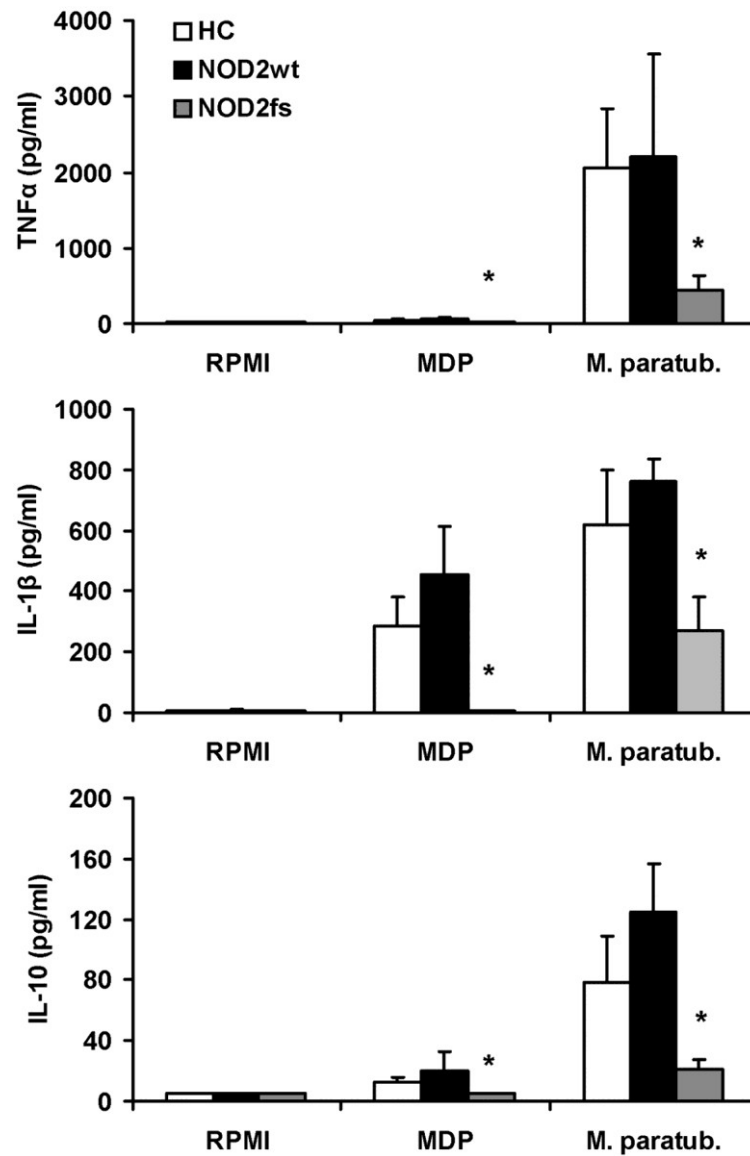 4000
3000
2000
1000
0
TNFα (pg/ml)
HC
NOD2wt
NOD2fs
*
*
RPMI MDP M. paratub.
1000
800
600
400
200
0
IL-1β (pg/ml)
*
*
RPMI MDP M. paratub.
200
160
120
80
40
0
IL-10 (pg/ml)
*
*
RPMI MDP M. paratub.